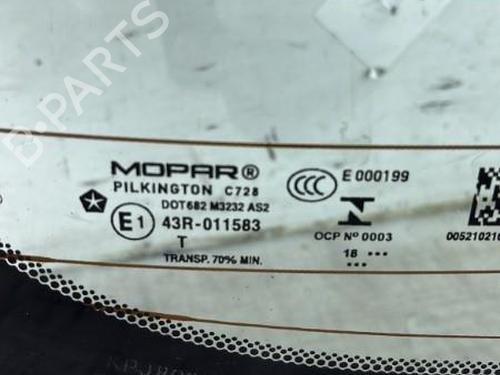 B-PARTS
MOPAR®
PILKINGTON C728
DOT682 M3232 AS2
E1 43R-011583
T
TRANSP. 70% MIN.
CCC E 000199
OCP Nº 0003
18 ...
...